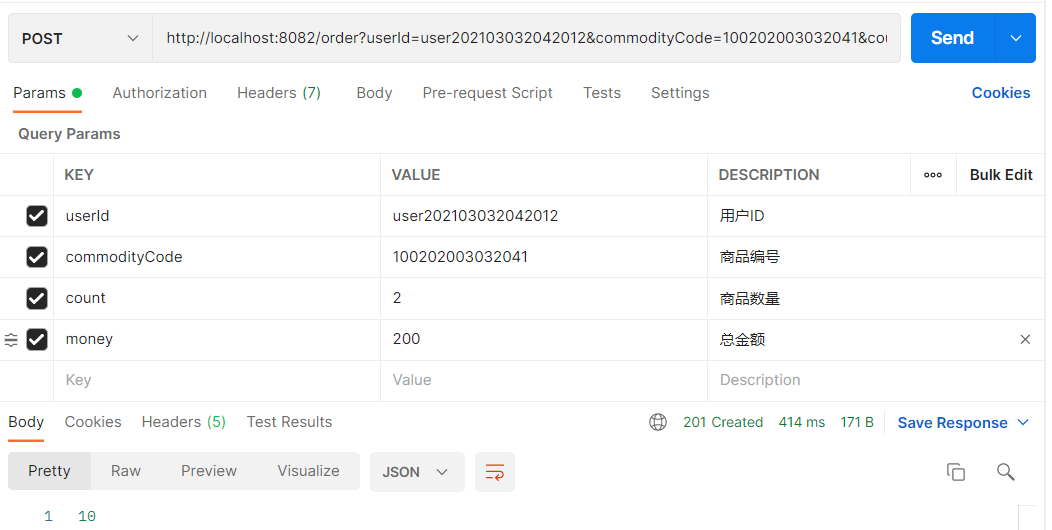 POST http://localhost:8082/order?userId=user202103032042012&commodityCode=100202003032041&cou Send
Params Authorization Headers (7) Body Pre-request Script Tests Settings Cookies
Query Params
KEY VALUE DESCRIPTION ooo Bulk Edit
userId user202103032042012 用户ID
commodityCode 100202003032041 商品编号
count 2 商品数量
money 200 总金额
Key Value Description
Body Cookies Headers (5) Test Results 201 Created 414 ms 171 B Save Response
Pretty Raw Preview Visualize JSON
1 10